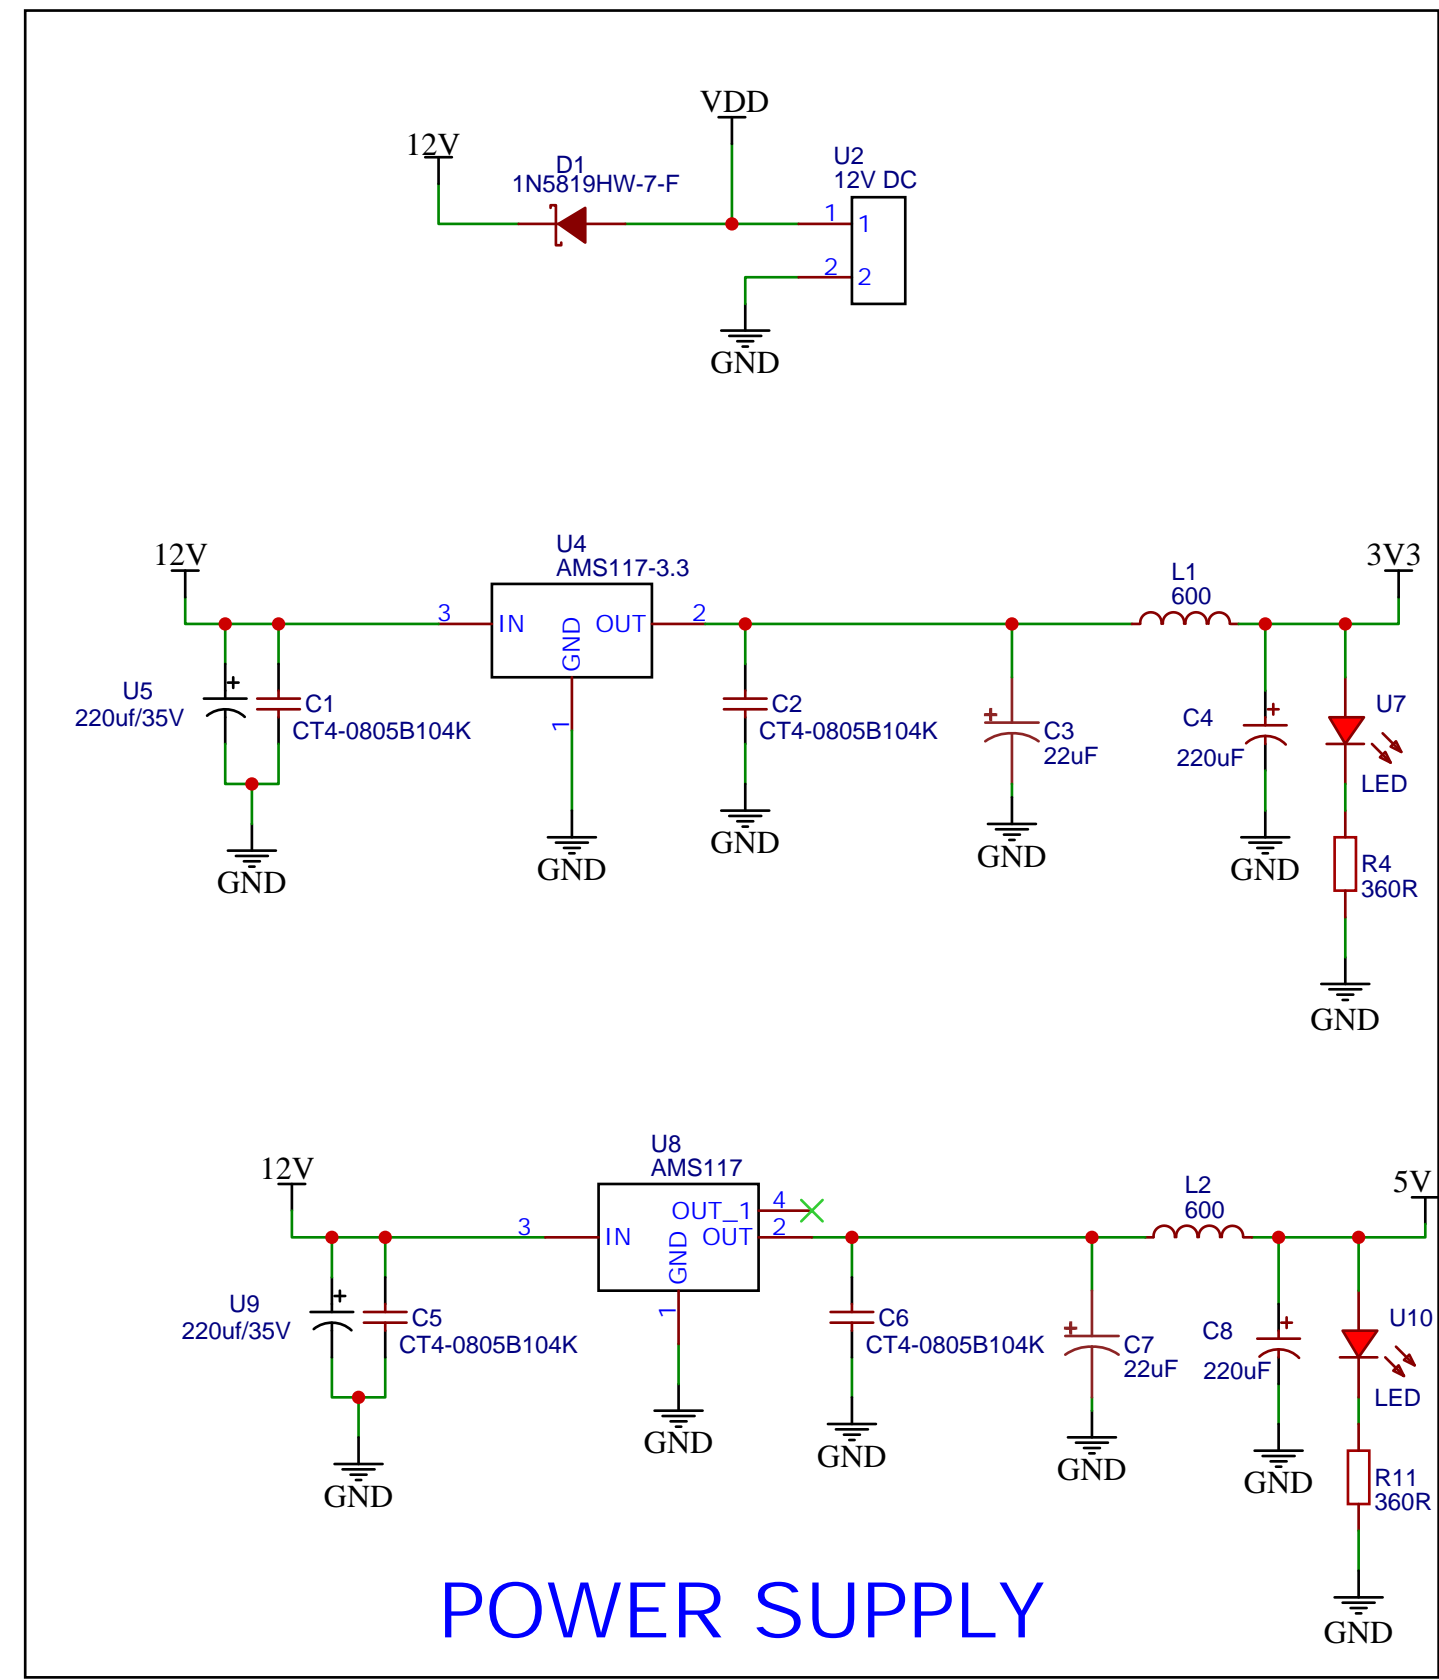 VDD
12V
D1
1N5819HW-7-F
U2
12V DC
1 1
2 2
GND
12V
U4
AMS117-3.3
3 IN GND OUT 2
1
U5
220uf/35V
C1
CT4-0805B104K
GND
GND
C2
CT4-0805B104K
GND
C3
22uF
GND
L1
600
3V3
C4
220uF
GND
U7
LED
R4
360R
GND
12V
U8
AMS117
OUT_1 4
3 IN GND OUT 2
1
U9
220uf/35V
C5
CT4-0805B104K
GND
GND
C6
CT4-0805B104K
GND
C7
22uF
GND
L2
600
5V
C8
220uF
GND
U10
LED
R11
360R
GND
POWER SUPPLY